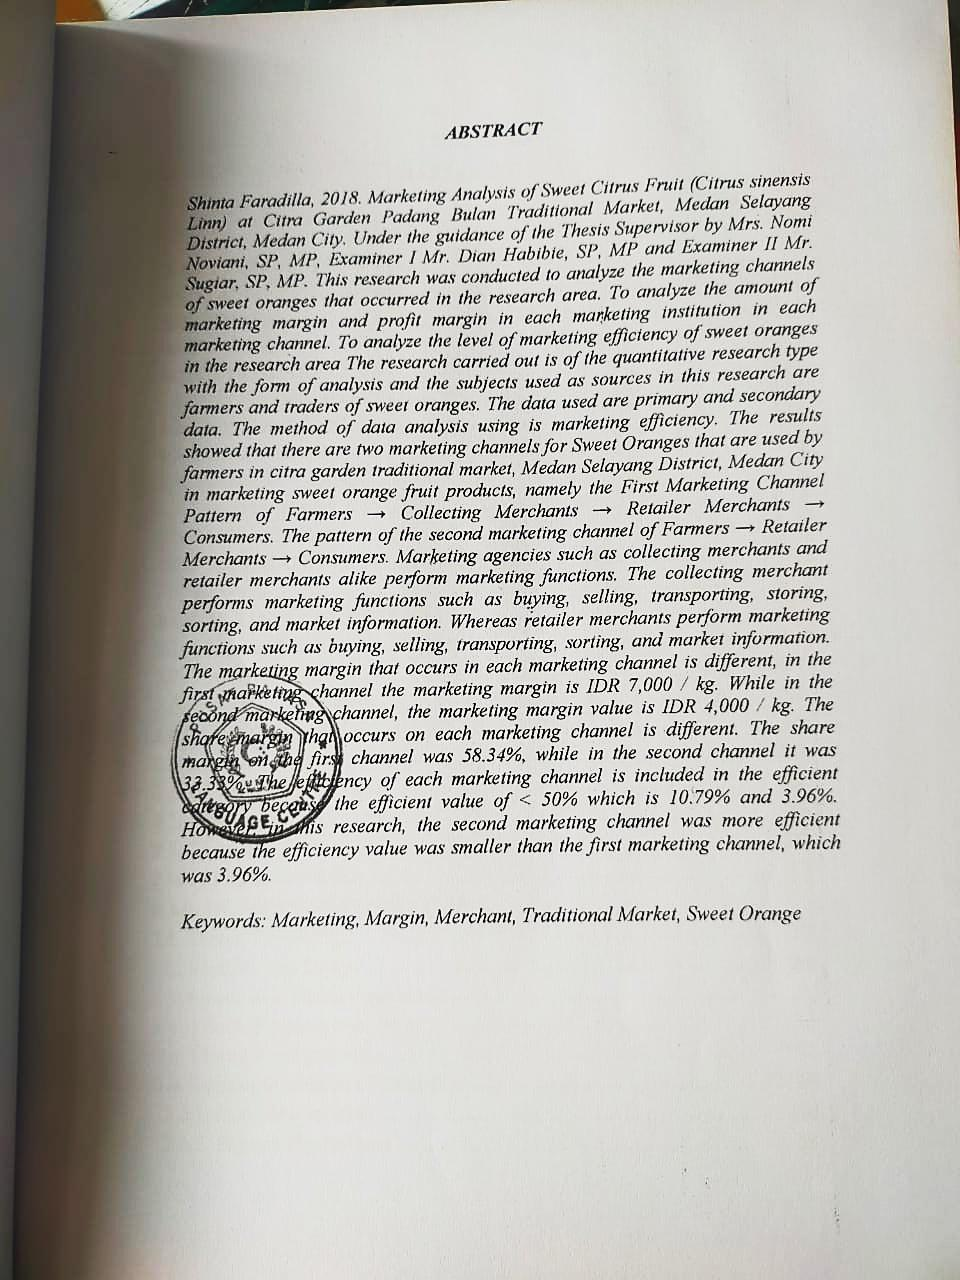 ABSTRACT
Shinta Faradilla, 2018. Marketing Analysis of Sweet Citrus Fruit (Citrus sinensis
Linn) at Citra Garden Padang Bulan Traditional Market, Medan Selayang
District, Medan City. Under the guidance of the Thesis Supervisor by Mrs. Nomi
Noviani, SP, MP, Examiner I Mr. Dian Habibie, SP, MP and Examiner II Mr.
Sugiar, SP, MP. This research was conducted to analyze the marketing channels
of sweet oranges that occurred in the research area. To analyze the amount of
marketing margin and profit margin in each marketing institution in each
marketing channel. To analyze the level of marketing efficiency of sweet oranges
in the research area The research carried out is of the quantitative research type
with the form of analysis and the subjects used as sources in this research are
farmers and traders of sweet oranges. The data used are primary and secondary
data. The method of data analysis using is marketing efficiency. The results
showed that there are two marketing channels for Sweet Oranges that are used by
farmers in citra garden traditional market, Medan Selayang District, Medan City
in marketing sweet orange fruit products, namely the First Marketing Channel
Pattern of Farmers → Collecting Merchants → Retailer Merchants →
Consumers. The pattern of the second marketing channel of Farmers → Retailer
Merchants → Consumers. Marketing agencies such as collecting merchants and
retailer merchants alike perform marketing functions. The collecting merchant
performs marketing functions such as buying, selling, transporting, storing,
sorting, and market information. Whereas retailer merchants perform marketing
functions such as buying, selling, transporting, sorting, and market information.
The marketing margin that occurs in each marketing channel is different, in the
first marketing channel the marketing margin is IDR 7,000 / kg. While in the
second marketing channel, the marketing margin value is IDR 4,000 / kg. The
share margin that occurs on each marketing channel is different. The share
margin on the first channel was 58.34%, while in the second channel it was
33.33%. The efficiency of each marketing channel is included in the efficient
category because the efficient value of < 50% which is 10.79% and 3.96%.
However, in this research, the second marketing channel was more efficient
because the efficiency value was smaller than the first marketing channel, which
was 3.96%.
Keywords: Marketing, Margin, Merchant, Traditional Market, Sweet Orange
LANGUAGE CENTRE